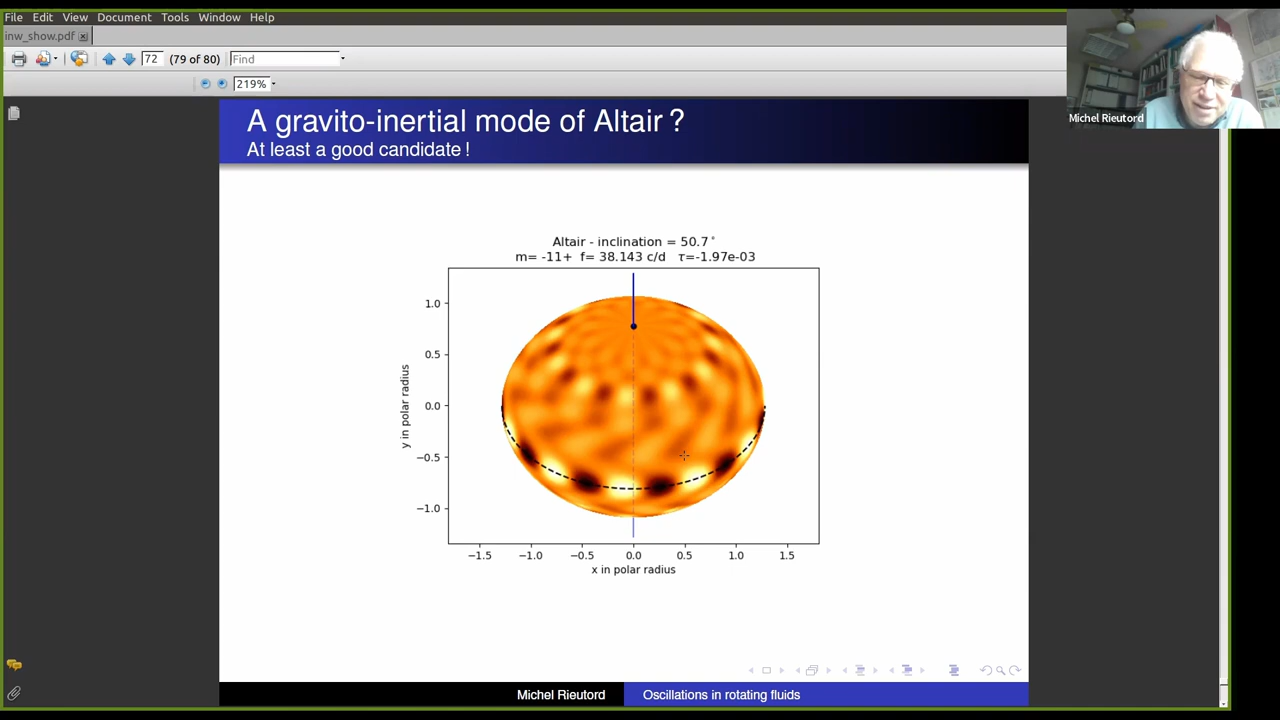 File Edit View Document Tools Window Help
inw_show.pdf
72 (79 of 80) Find
219%
Michel Rieutord
A gravito-inertial mode of Altair ?
At least a good candidate !
Altair - inclination = 50.7°
m= -11+ f= 38.143 c/d τ=-1.97e-03
1.0
0.5
0.0
−0.5
−1.0
y in polar radius
−1.5 −1.0 −0.5 0.0 0.5 1.0 1.5
x in polar radius
Michel Rieutord Oscillations in rotating fluids